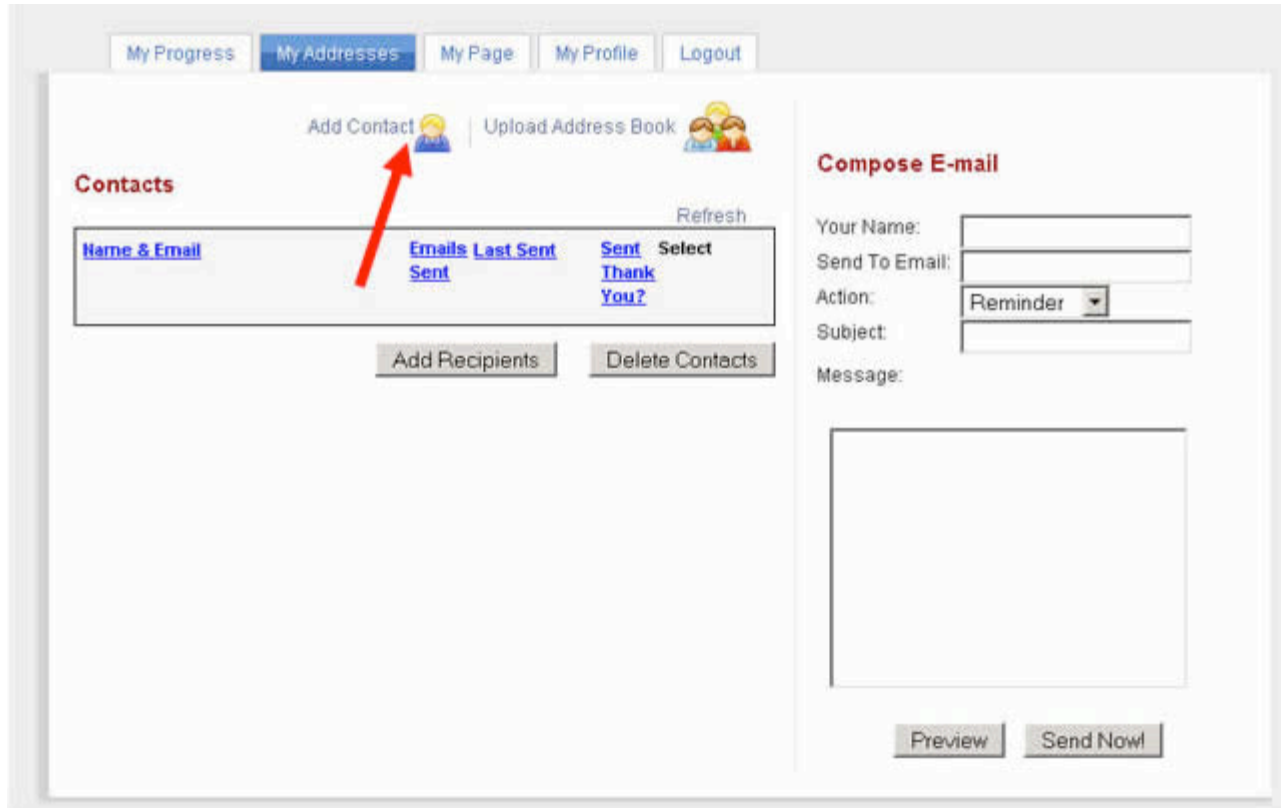 My Progress My Addresses My Page My Profile Logout
Add Contact Upload Address Book
Contacts
Refresh
Name & Email Emails Sent Last Sent Sent Thank You? Select
Add Recipients Delete Contacts
Compose E-mail
Your Name:
Send To Email:
Action: Reminder
Subject:
Message:
Preview Send Now!